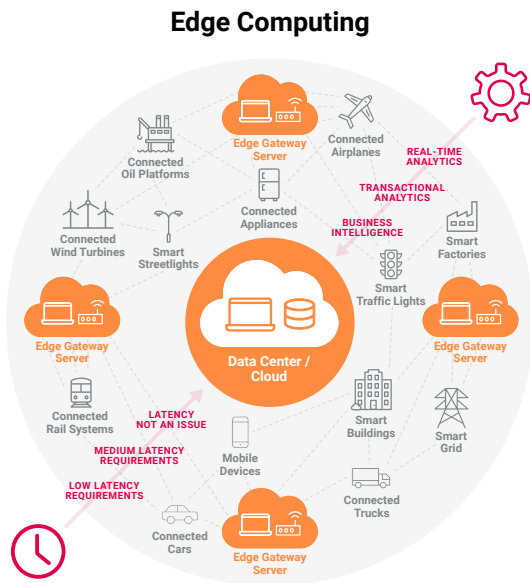 Edge Computing
Edge Gateway
Server
Connected
Oil Platforms
Connected
Airplanes
REAL-TIME
ANALYTICS
TRANSACTIONAL
ANALYTICS
BUSINESS
INTELLIGENCE
Connected
Appliances
Connected
Wind Turbines
Smart
Streetlights
Smart
Factories
Smart
Traffic Lights
Edge Gateway
Server
Data Center /
Cloud
Edge Gateway
Server
Connected
Rail Systems
LATENCY
NOT AN ISSUE
MEDIUM LATENCY
REQUIREMENTS
LOW LATENCY
REQUIREMENTS
Mobile
Devices
Smart
Buildings
Smart
Grid
Connected
Trucks
Connected
Cars
Edge Gateway
Server